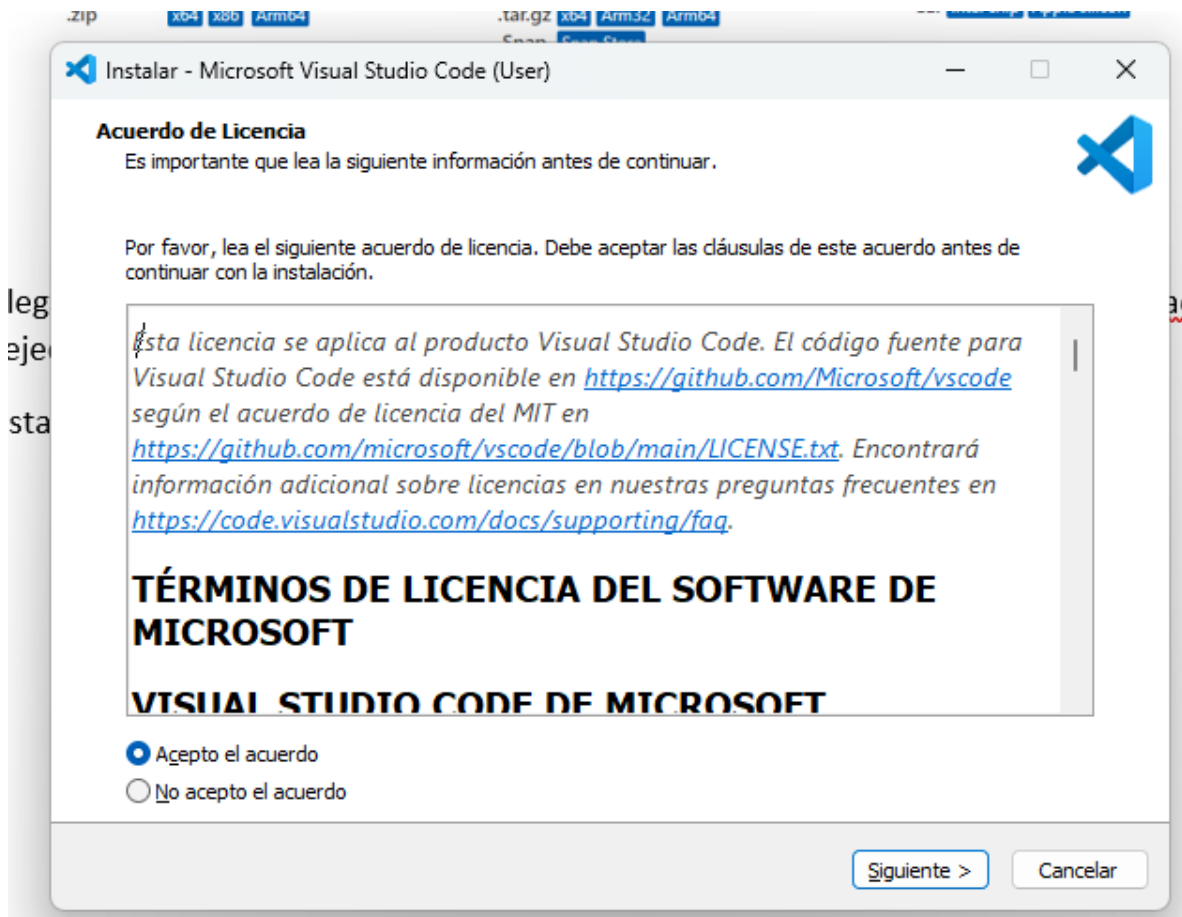 .zip x64 x86 Arm64 .tar.gz x64 Arm32 Arm64
Snap Snap Store
Instalar - Microsoft Visual Studio Code (User)
Acuerdo de Licencia
Es importante que lea la siguiente información antes de continuar.
Por favor, lea el siguiente acuerdo de licencia. Debe aceptar las cláusulas de este acuerdo antes de
continuar con la instalación.
leg
Esta licencia se aplica al producto Visual Studio Code. El código fuente para
eje
Visual Studio Code está disponible en https://github.com/Microsoft/vscode
según el acuerdo de licencia del MIT en
sta
https://github.com/microsoft/vscode/blob/main/LICENSE.txt. Encontrará
información adicional sobre licencias en nuestras preguntas frecuentes en
https://code.visualstudio.com/docs/supporting/faq.
TÉRMINOS DE LICENCIA DEL SOFTWARE DE
MICROSOFT
VISUAL STUDIO CODE DE MICROSOFT
Acepto el acuerdo
No acepto el acuerdo
Siguiente > Cancelar